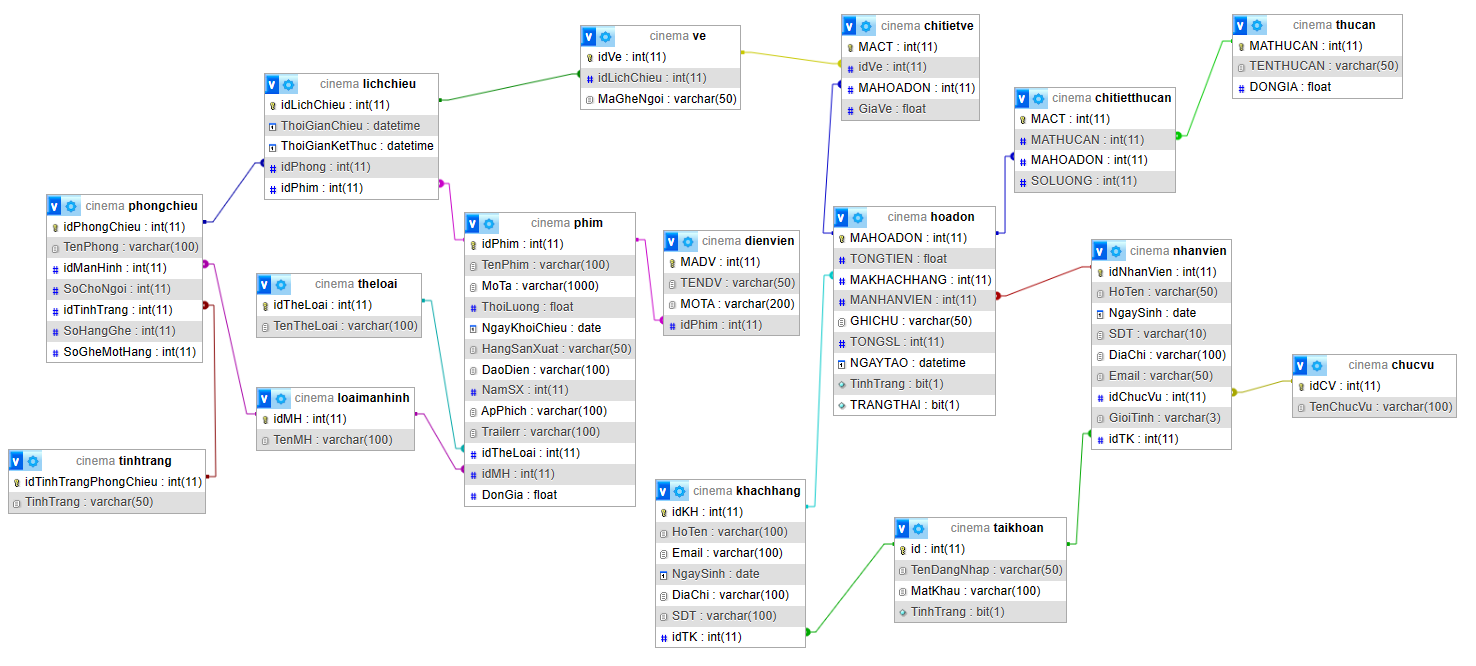 cinema ve
idVe : int(11)
idLichChieu : int(11)
MaGheNgoi : varchar(50)
cinema chitietve
MACT : int(11)
idVe : int(11)
MAHOADON : int(11)
GiaVe : float
cinema thucan
MATHUCAN : int(11)
TENTHUCAN : varchar(50)
DONGIA : float
cinema lichchieu
idLichChieu : int(11)
ThoiGianChieu : datetime
ThoiGianKetThuc : datetime
idPhong : int(11)
idPhim : int(11)
cinema chitietthucan
MACT : int(11)
MATHUCAN : int(11)
MAHOADON : int(11)
SOLUONG : int(11)
cinema phongchieu
idPhongChieu : int(11)
TenPhong : varchar(100)
idManHinh : int(11)
SoChoNgoi : int(11)
idTinhTrang : int(11)
SoHangGhe : int(11)
SoGheMotHang : int(11)
cinema phim
idPhim : int(11)
TenPhim : varchar(100)
MoTa : varchar(1000)
ThoiLuong : float
NgayKhoiChieu : date
HangSanXuat : varchar(50)
DaoDien : varchar(100)
NamSX : int(11)
ApPhich : varchar(100)
Trailerr : varchar(100)
idTheLoai : int(11)
idMH : int(11)
DonGia : float
cinema dienvien
MADV : int(11)
TENDV : varchar(50)
MOTA : varchar(200)
idPhim : int(11)
cinema hoadon
MAHOADON : int(11)
TONGTIEN : float
MAKHACHHANG : int(11)
MANHANVIEN : int(11)
GHICHU : varchar(50)
TONGSL : int(11)
NGAYTAO : datetime
TinhTrang : bit(1)
TRANGTHAI : bit(1)
cinema nhanvien
idNhanVien : int(11)
HoTen : varchar(50)
NgaySinh : date
SDT : varchar(10)
DiaChi : varchar(100)
Email : varchar(50)
idChucVu : int(11)
GioiTinh : varchar(3)
idTK : int(11)
cinema theloai
idTheLoai : int(11)
TenTheLoai : varchar(100)
cinema chucvu
idCV : int(11)
TenChucVu : varchar(100)
cinema loaimanhinh
idMH : int(11)
TenMH : varchar(100)
cinema tinhtrang
idTinhTrangPhongChieu : int(11)
TinhTrang : varchar(50)
cinema khachhang
idKH : int(11)
HoTen : varchar(100)
Email : varchar(100)
NgaySinh : date
DiaChi : varchar(100)
SDT : varchar(100)
idTK : int(11)
cinema taikhoan
id : int(11)
TenDangNhap : varchar(50)
MatKhau : varchar(100)
TinhTrang : bit(1)